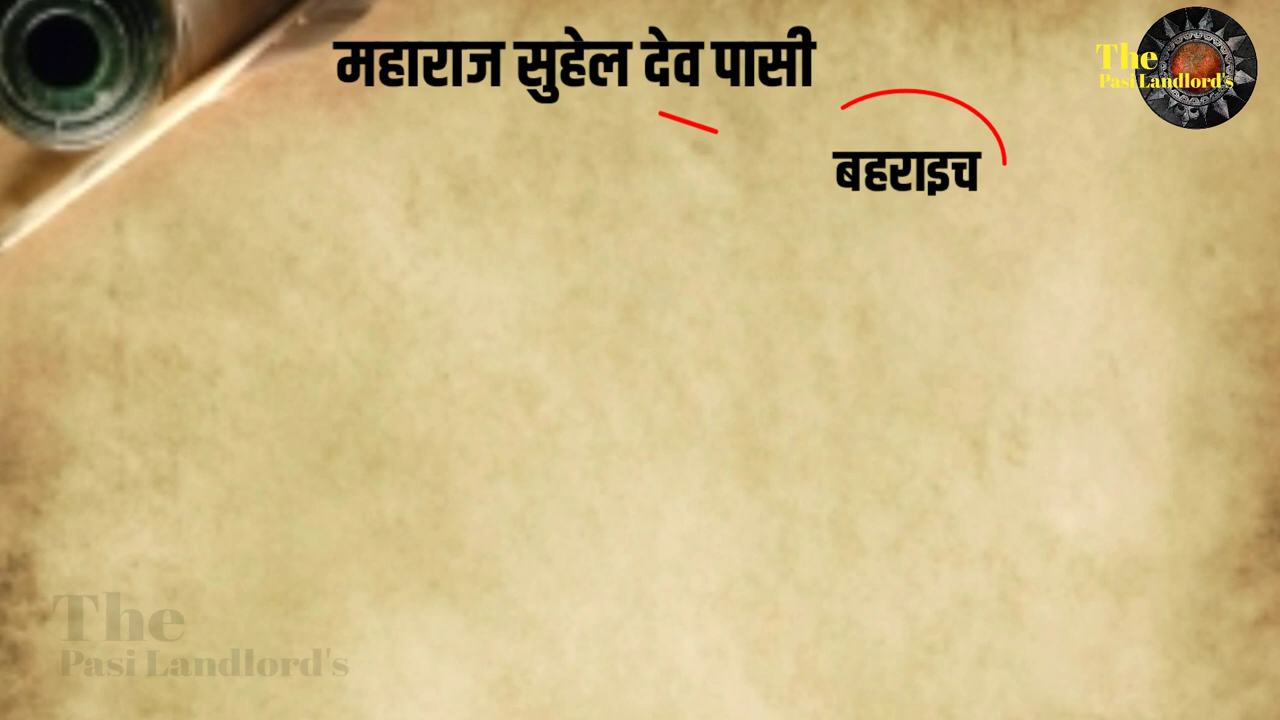 महाराज सुहेल देव पासी
The
Pasi Landlord's
बहराइच
The
Pasi Landlord's